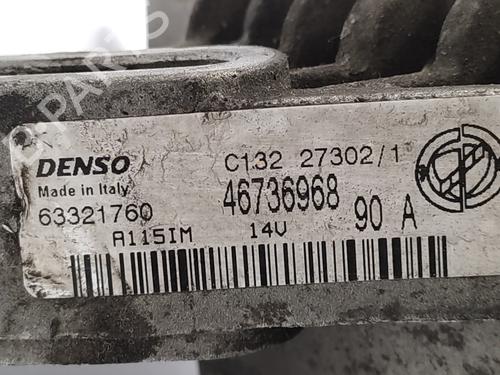 DENSO C132 27302/1
Made in Italy 46736968
63321760 90 A
A115IM 14V